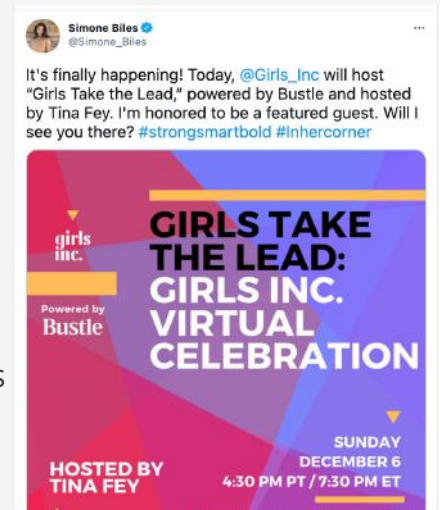 Simone Biles
@Simone_Biles
It's finally happening! Today, @Girls_Inc will host
"Girls Take the Lead," powered by Bustle and hosted
by Tina Fey. I'm honored to be a featured guest. Will I
see you there? #strongsmartbold #Inhercorner
girls
inc.
Powered by
Bustle
GIRLS TAKE
THE LEAD:
GIRLS INC.
VIRTUAL
CELEBRATION
S
SUNDAY
DECEMBER 6
4:30 PM PT / 7:30 PM ET
HOSTED BY
TINA FEY